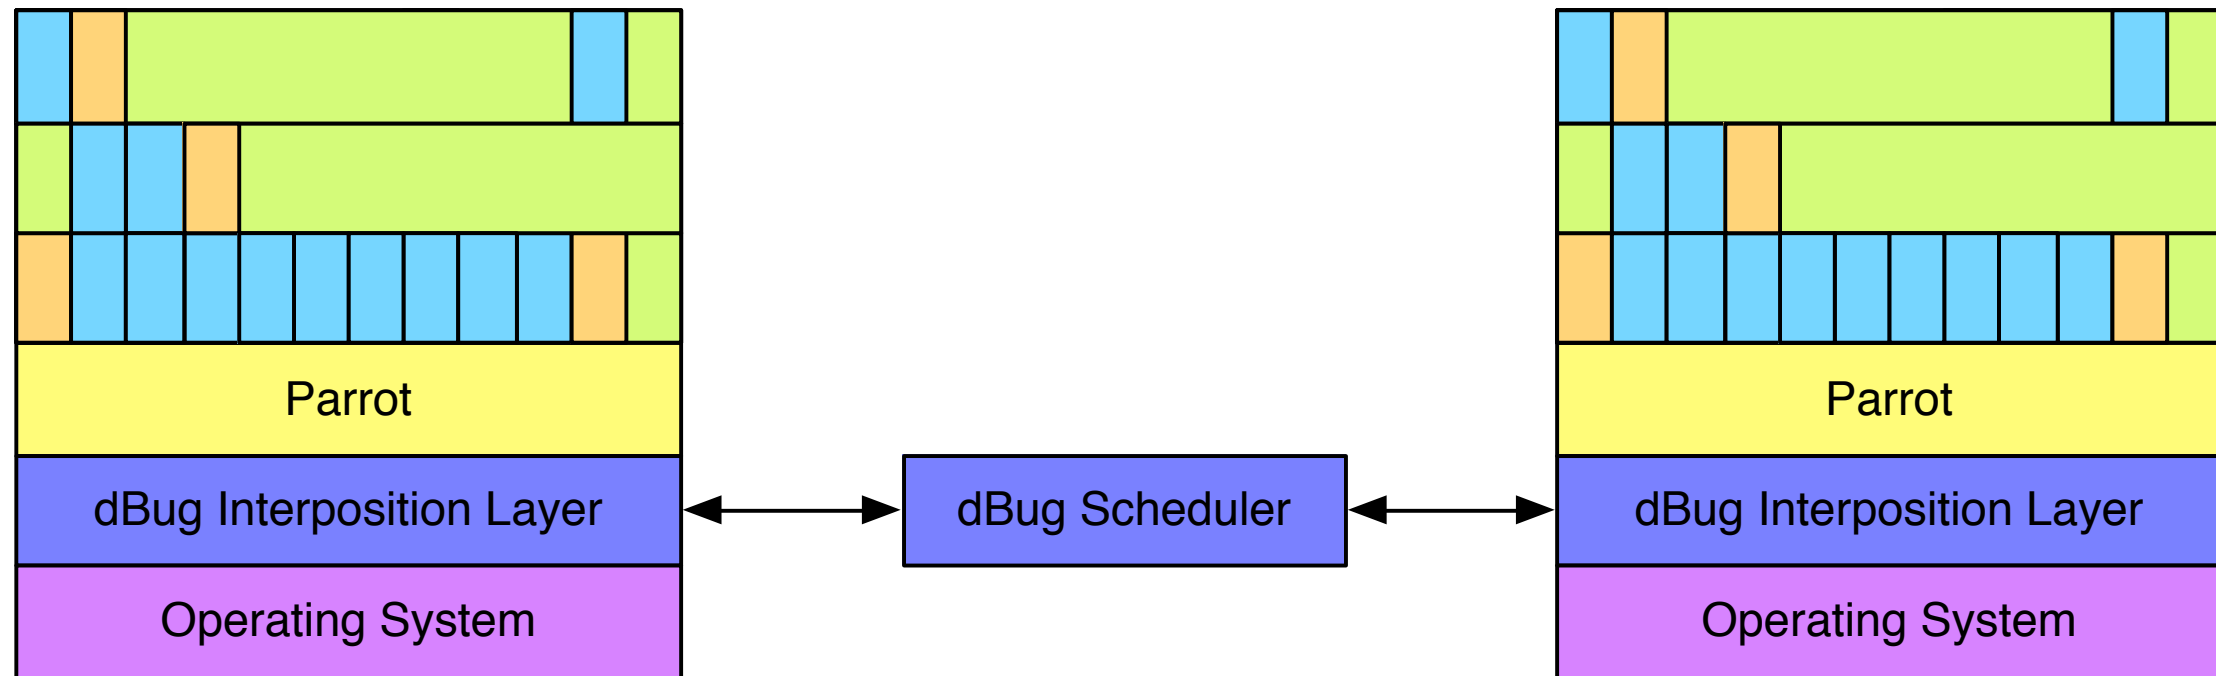 Parrot
Parrot
dBug Interposition Layer
dBug Scheduler
dBug Interposition Layer
Operating System
Operating System